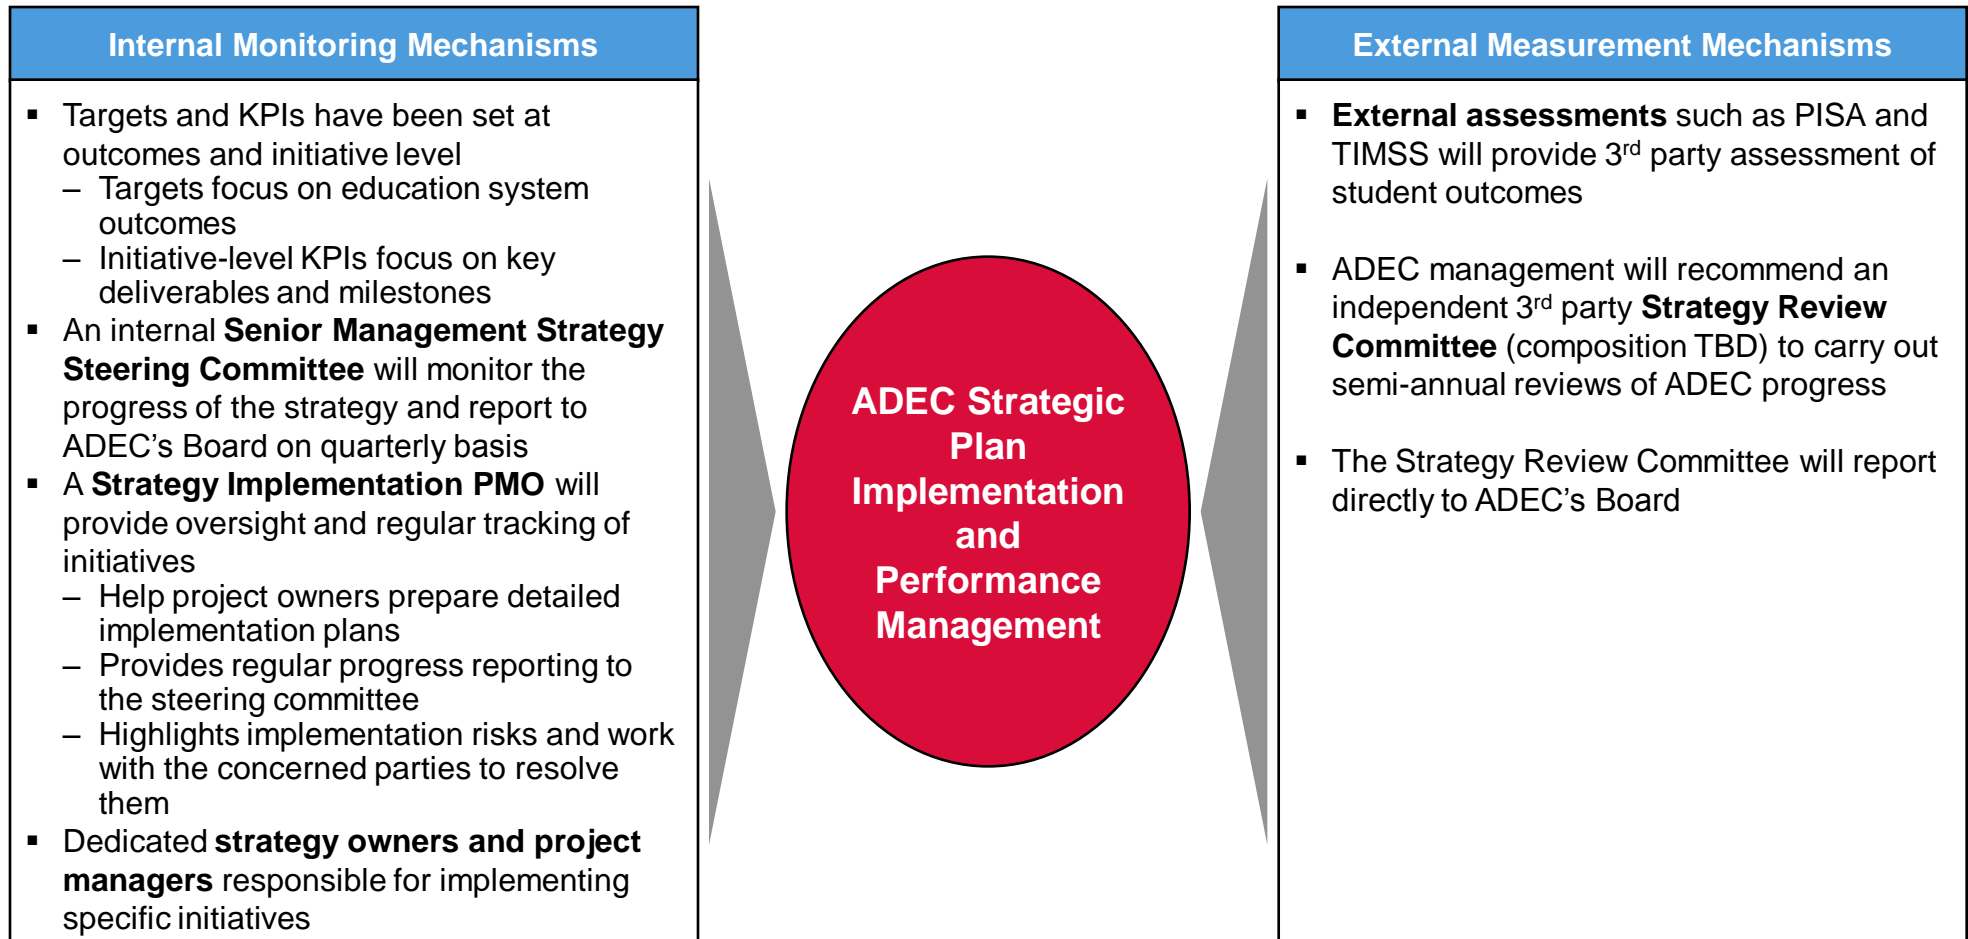 Internal Monitoring Mechanisms
▪ Targets and KPIs have been set at
outcomes and initiative level
– Targets focus on education system
outcomes
– Initiative-level KPIs focus on key
deliverables and milestones
▪ An internal Senior Management Strategy
Steering Committee will monitor the
progress of the strategy and report to
ADEC’s Board on quarterly basis
▪ A Strategy Implementation PMO will
provide oversight and regular tracking of
initiatives
– Help project owners prepare detailed
implementation plans
– Provides regular progress reporting to
the steering committee
– Highlights implementation risks and work
with the concerned parties to resolve
them
▪ Dedicated strategy owners and project
managers responsible for implementing
specific initiatives
ADEC Strategic
Plan
Implementation
and
Performance
Management
External Measurement Mechanisms
▪ External assessments such as PISA and
TIMSS will provide 3rd party assessment of
student outcomes
▪ ADEC management will recommend an
independent 3rd party Strategy Review
Committee (composition TBD) to carry out
semi-annual reviews of ADEC progress
▪ The Strategy Review Committee will report
directly to ADEC’s Board